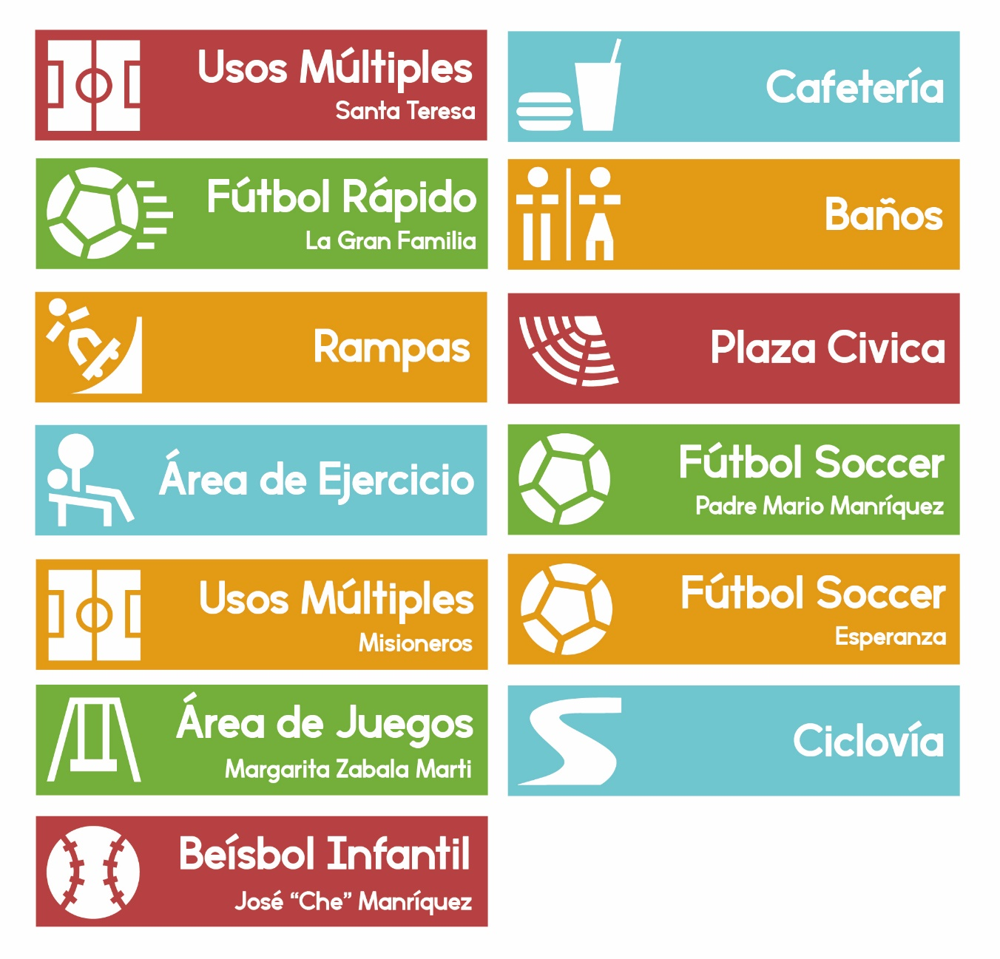 Usos Múltiples
Santa Teresa
Fútbol Rápido
La Gran Familia
Rampas
Área de Ejercicio
Usos Múltiples
Misioneros
Área de Juegos
Margarita Zabala Marti
Beísbol Infantil
José “Che” Manríquez
Cafetería
Baños
Plaza Civica
Fútbol Soccer
Padre Mario Manríquez
Fútbol Soccer
Esperanza
Ciclovía